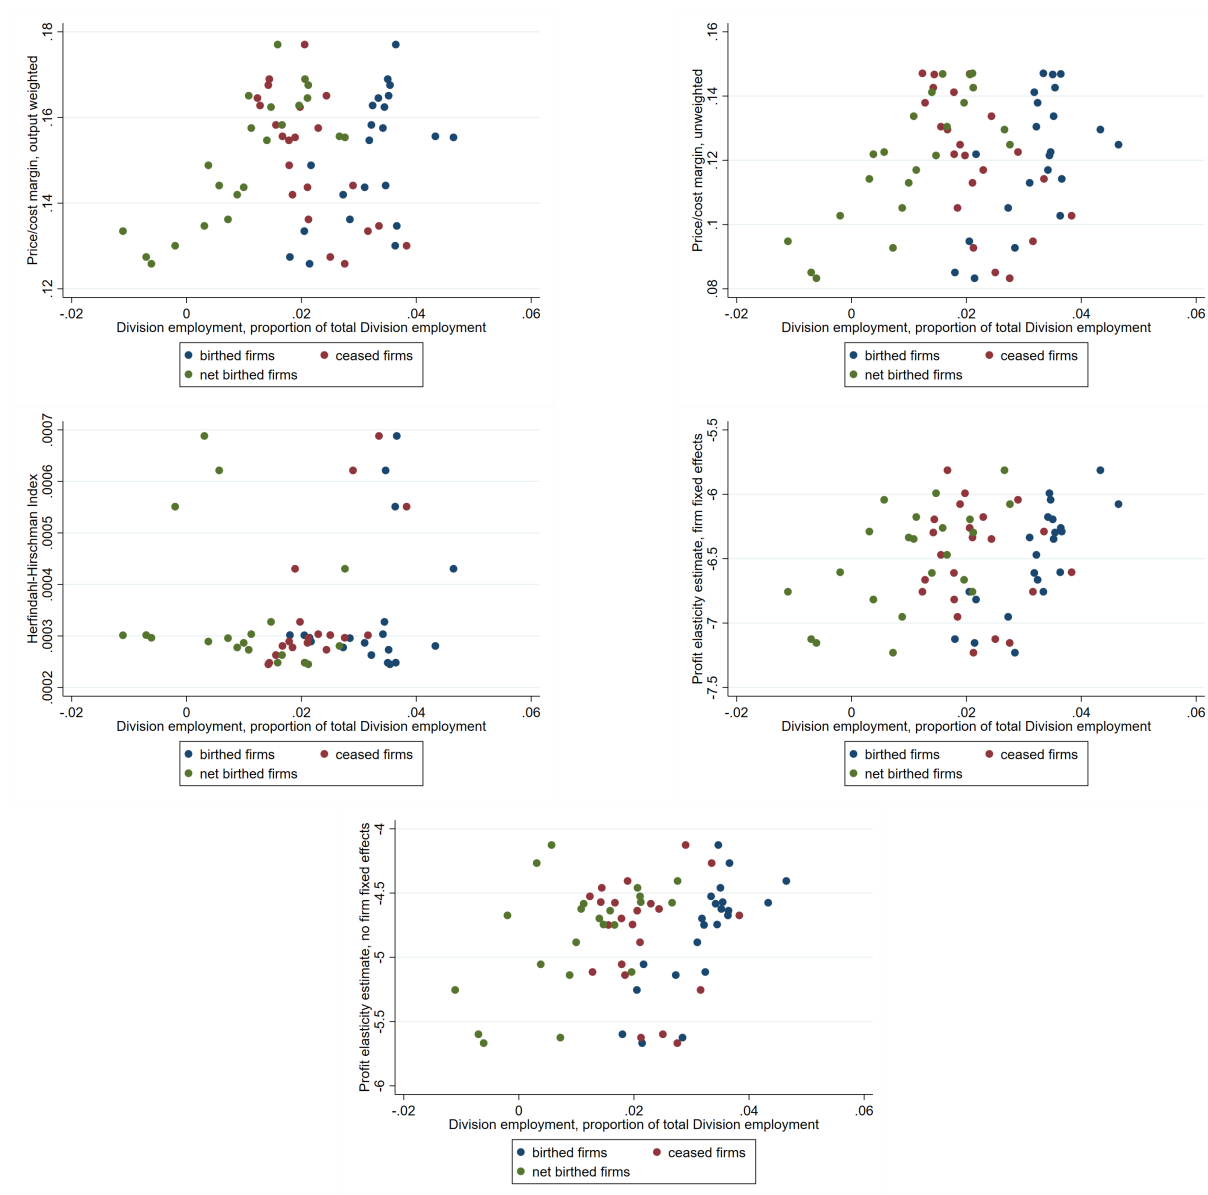 Price/cost margin, output weighted
.18
.16
.14
.12
-.02 0 .02 .04 .06
Division employment, proportion of total Division employment
birthed firms ceased firms
net birthed firms
Price/cost margin, unweighted
.16
.14
.12
.1
.08
-.02 0 .02 .04 .06
Division employment, proportion of total Division employment
birthed firms ceased firms
net birthed firms
Herfindahl-Hirschman Index
.0007
.0006
.0005
.0004
.0003
.0002
-.02 0 .02 .04 .06
Division employment, proportion of total Division employment
birthed firms ceased firms
net birthed firms
Profit elasticity estimate, firm fixed effects
-5.5
-6
-6.5
-7
-7.5
-.02 0 .02 .04 .06
Division employment, proportion of total Division employment
birthed firms ceased firms
net birthed firms
Profit elasticity estimate, no firm fixed effects
-4
-4.5
-5
-5.5
-6
-.02 0 .02 .04 .06
Division employment, proportion of total Division employment
birthed firms ceased firms
net birthed firms